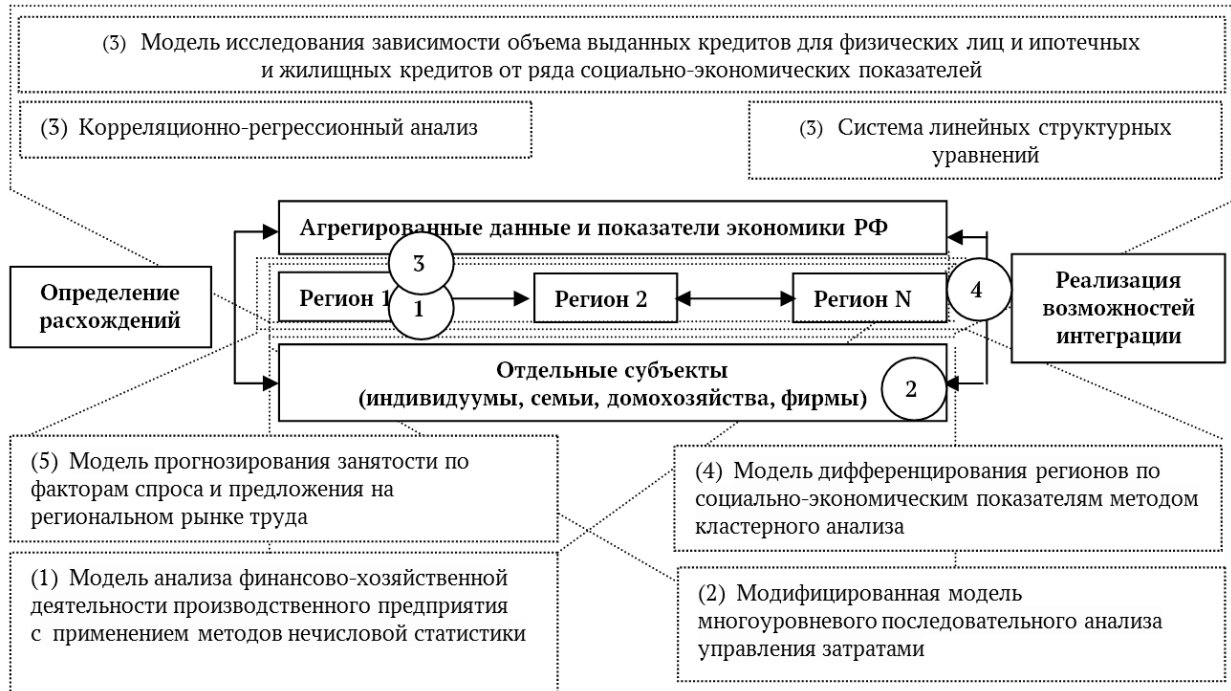 (3) Модель исследования зависимости объема выданных кредитов для физических лиц и ипотечных
и жилищных кредитов от ряда социально-экономических показателей
(3) Корреляционно-регрессионный анализ
(3) Система линейных структурных
уравнений
Агрегированные данные и показатели экономики РФ
3
Определение
расхождений
Регион 1
1
Регион 2
Регион N
4
Реализация
возможностей
интеграции
Отдельные субъекты
(индивидуумы, семьи, домохозяйства, фирмы)
2
(5) Модель прогнозирования занятости по
факторам спроса и предложения на
региональном рынке труда
(4) Модель дифференцирования регионов по
социально-экономическим показателям методом
кластерного анализа
(1) Модель анализа финансово-хозяйственной
деятельности производственного предприятия
с применением методов нечисловой статистики
(2) Модифицированная модель
многоуровневого последовательного анализа
управления затратами